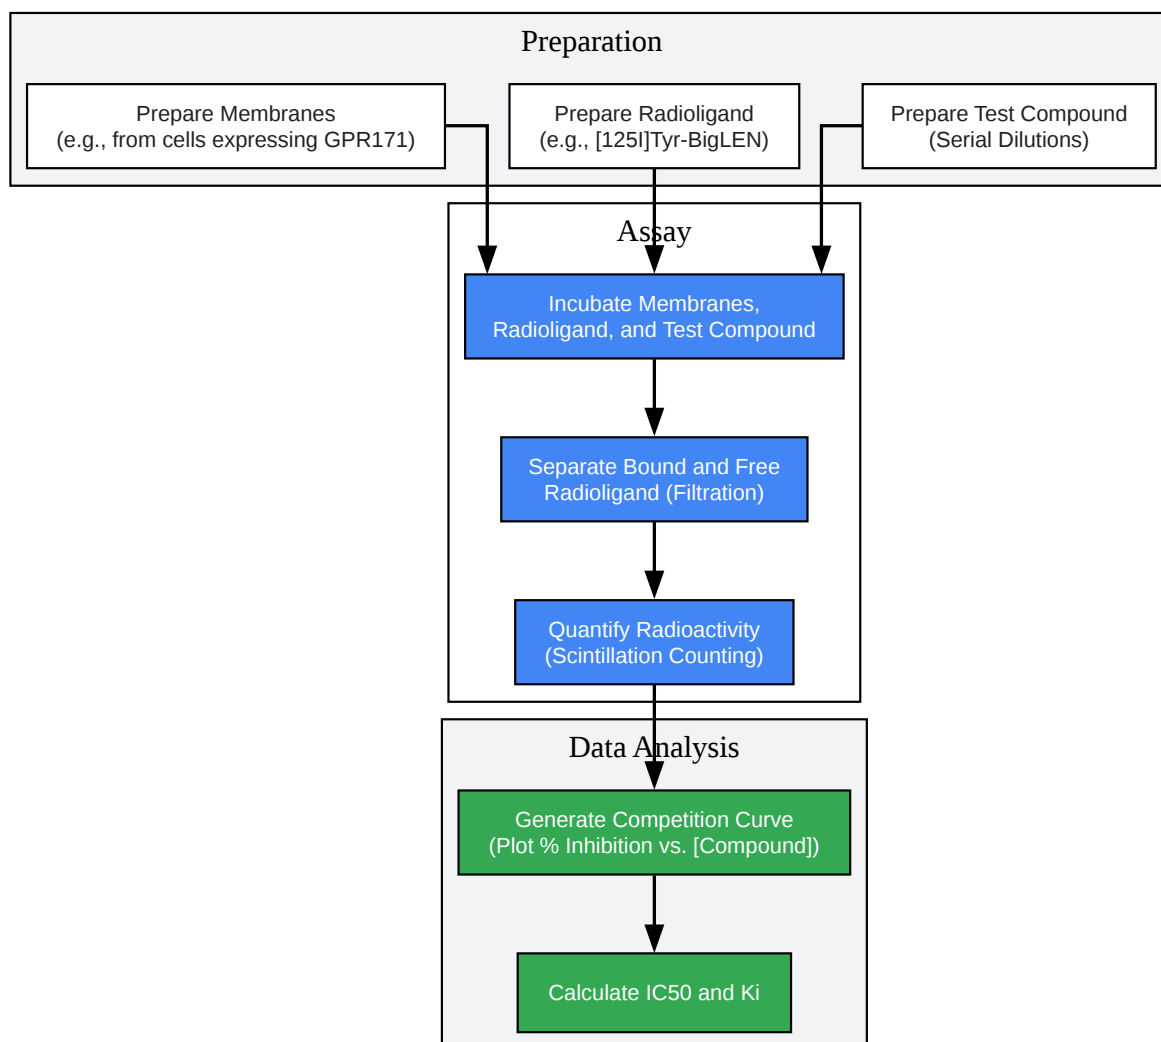 Preparation
Prepare Membranes
(e.g., from cells expressing GPR171)
Prepare Radioligand
(e.g., [125I]Tyr-BigLEN)
Prepare Test Compound
(Serial Dilutions)
Assay
Incubate Membranes,
Radioligand, and Test Compound
Separate Bound and Free
Radioligand (Filtration)
Quantify Radioactivity
(Scintillation Counting)
Data Analysis
Generate Competition Curve
(Plot % Inhibition vs. [Compound])
Calculate IC50 and Ki